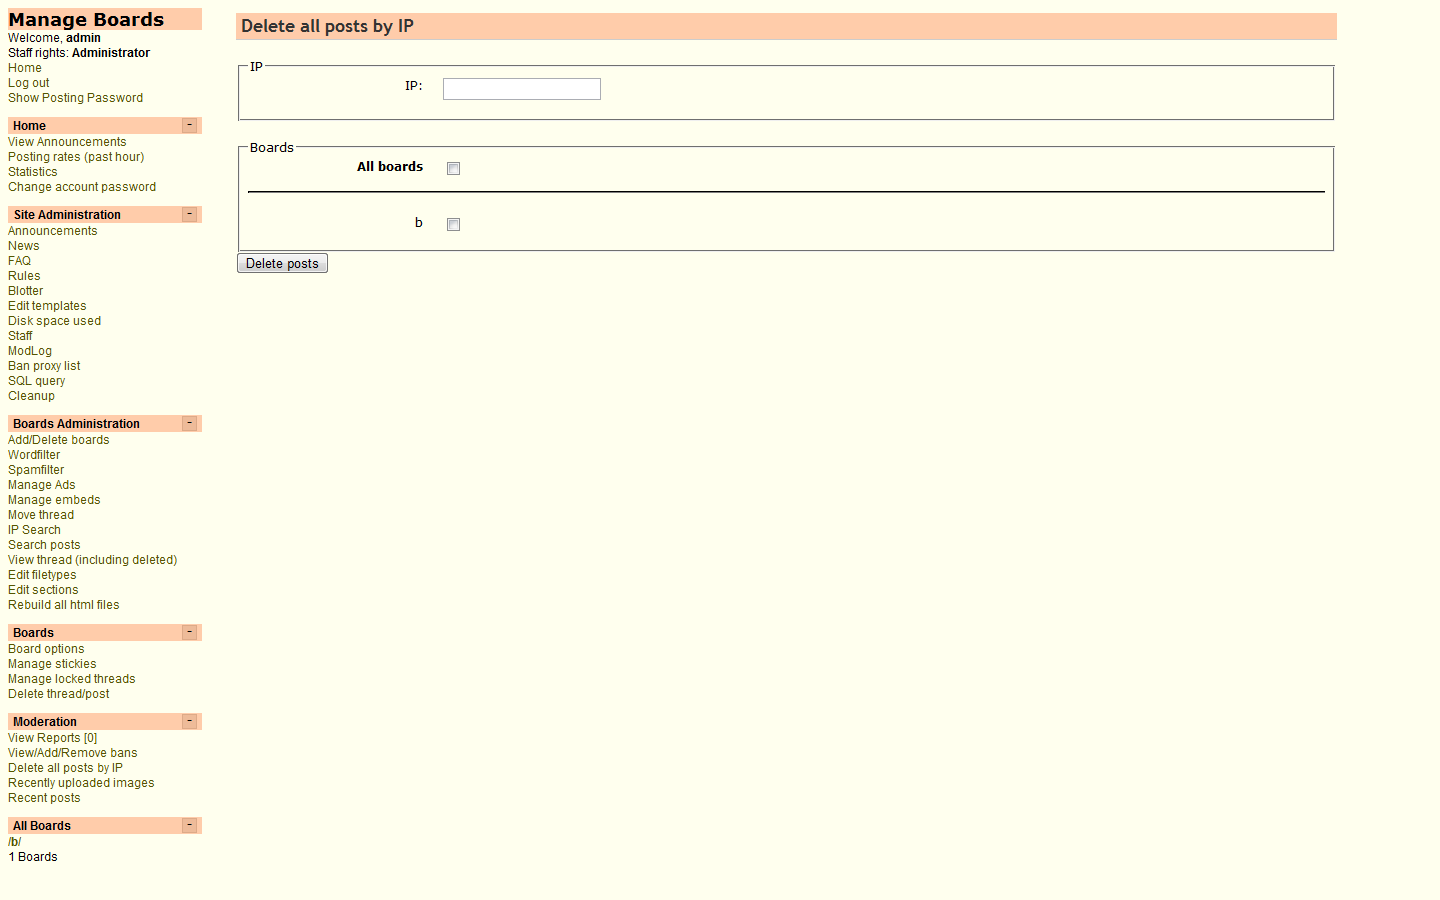 Manage Boards
Welcome, admin
Staff rights: Administrator
Home
Log out
Show Posting Password
Home -
View Announcements
Posting rates (past hour)
Statistics
Change account password
Site Administration -
Announcements
News
FAQ
Rules
Blotter
Edit templates
Disk space used
Staff
ModLog
Ban proxy list
SQL query
Cleanup
Boards Administration -
Add/Delete boards
Wordfilter
Spamfilter
Manage Ads
Manage embeds
Move thread
IP Search
Search posts
View thread (including deleted)
Edit filetypes
Edit sections
Rebuild all html files
Boards -
Board options
Manage stickies
Manage locked threads
Delete thread/post
Moderation -
View Reports [0]
View/Add/Remove bans
Delete all posts by IP
Recently uploaded images
Recent posts
All Boards -
/b/
1 Boards
Delete all posts by IP
IP
IP:
Boards
All boards
b
Delete posts